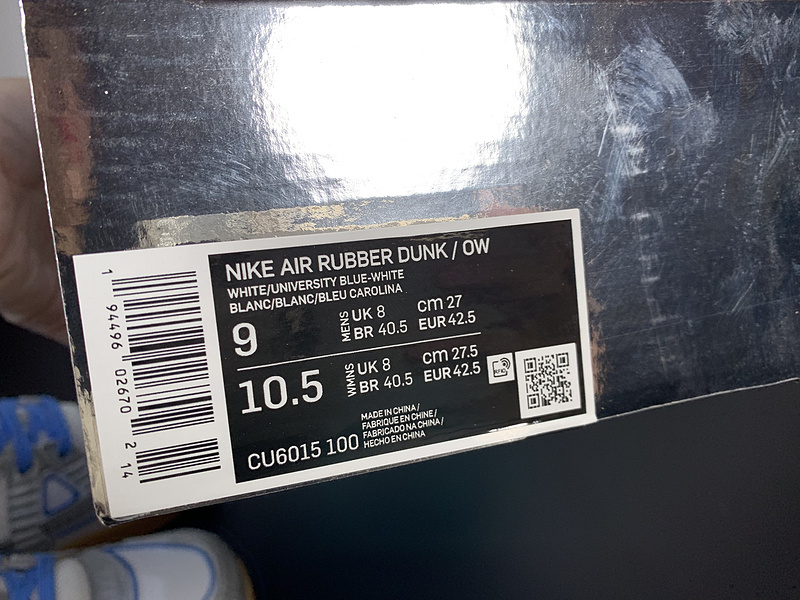 NIKE AIR RUBBER DUNK / OW
WHITE/UNIVERSITY BLUE-WHITE
BLANC/BLANC/BLEU CAROLINA
9
MENS
UK 8
BR 40.5
cm 27
EUR 42.5
10.5
WMNS
UK 8
BR 40.5
cm 27.5
EUR 42.5
RFID
CU6015 100
MADE IN CHINA/
FABRIQUE EN CHINE/
FABRICADO NA CHINA/
HECHO EN CHINA
1 94496 02670 2 14